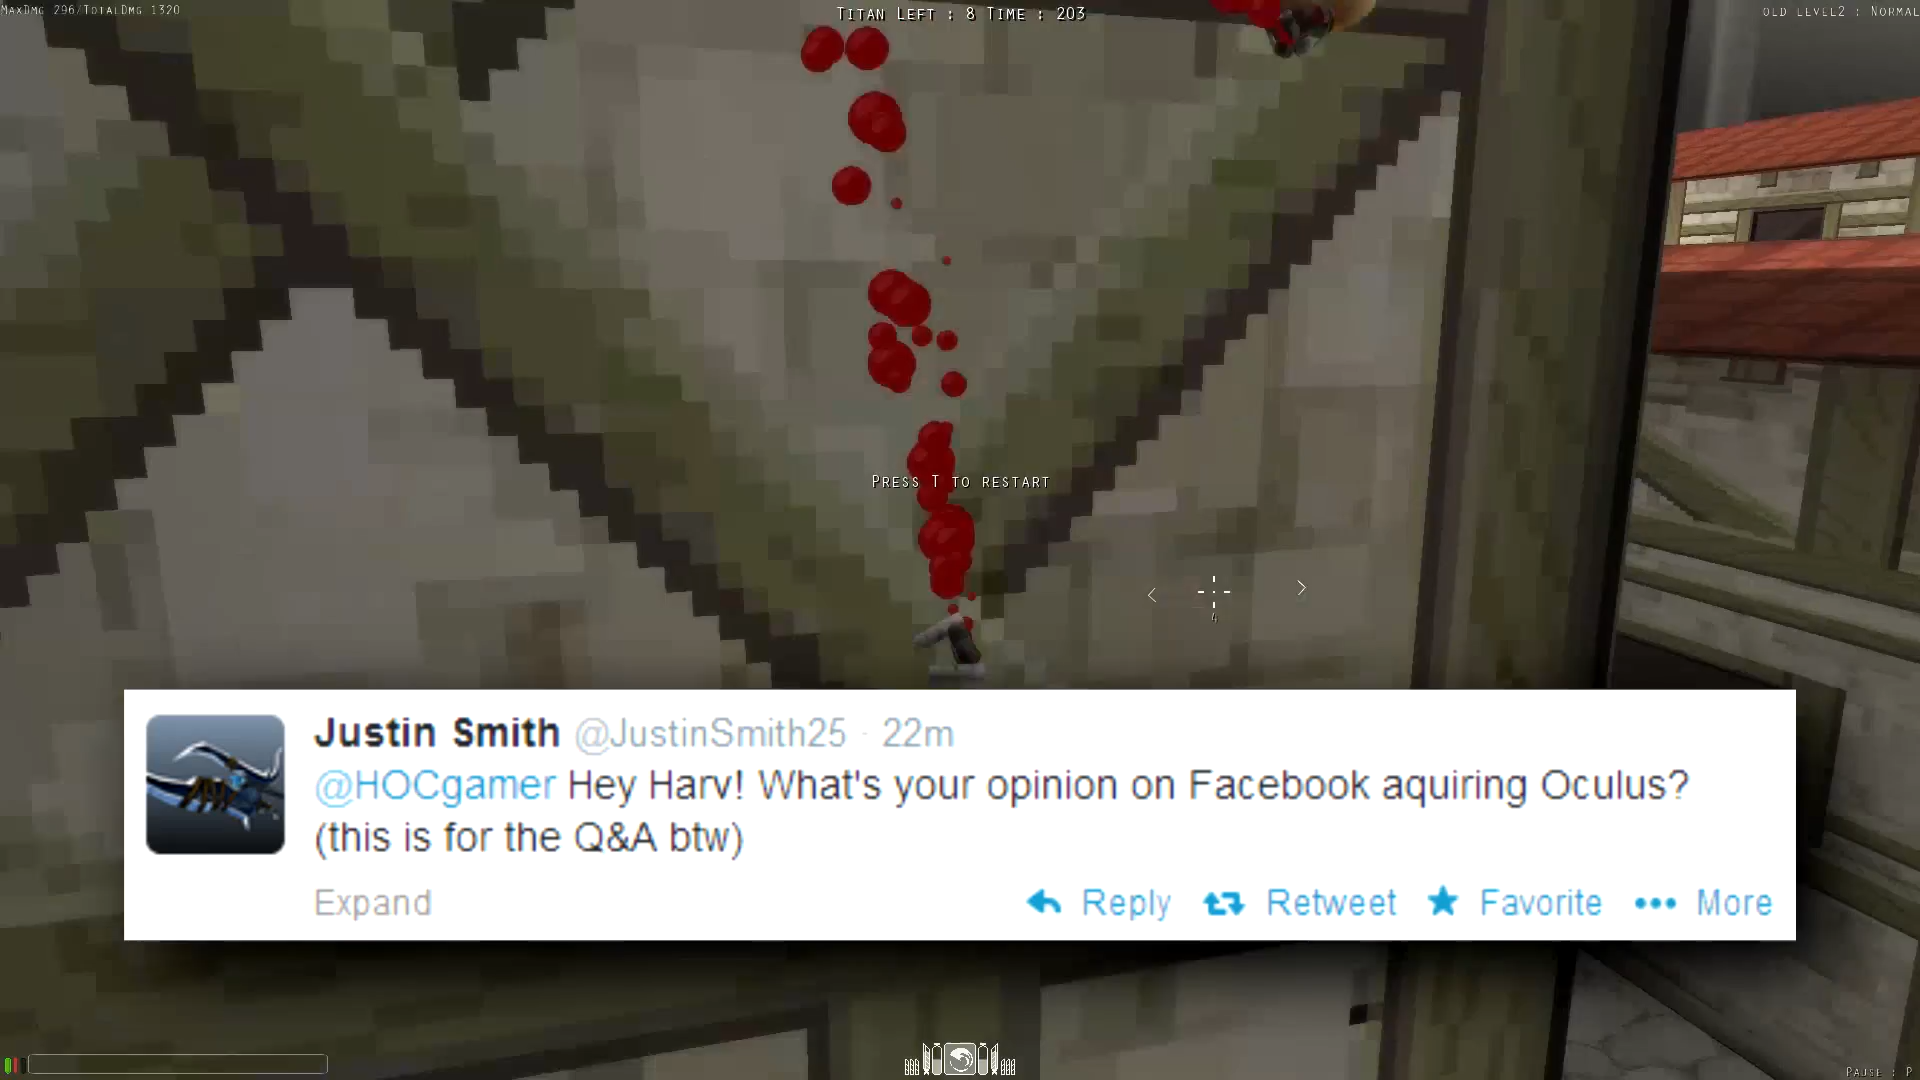 MaxDmg 296/TotalDmg 1320
Titan Left : 8 Time : 203
OLD LEVEL2 : Normal
Press T to restart
4
Justin Smith @JustinSmith25 · 22m
@HOCgamer Hey Harv! What's your opinion on Facebook aquiring Oculus?
(this is for the Q&A btw)
Expand
Reply
Retweet
Favorite
More
Pause : P